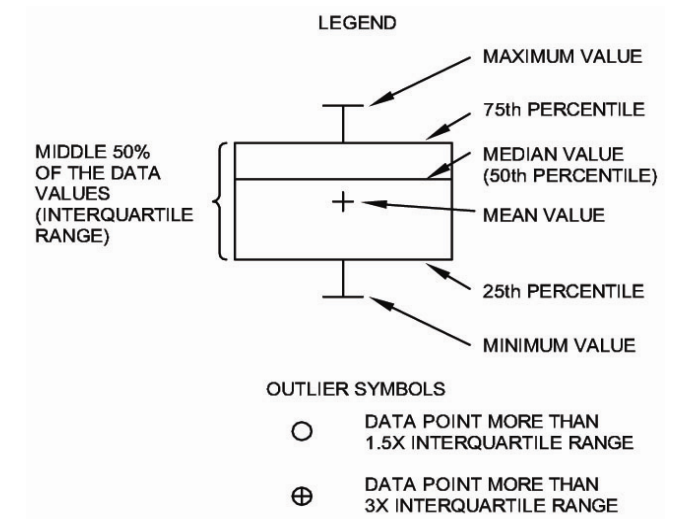 LEGEND
MAXIMUM VALUE
75th PERCENTILE
MIDDLE 50%
OF THE DATA
VALUES
(INTERQUARTILE
RANGE)
MEDIAN VALUE
(50th PERCENTILE)
MEAN VALUE
25th PERCENTILE
MINIMUM VALUE
OUTLIER SYMBOLS
DATA POINT MORE THAN
1.5X INTERQUARTILE RANGE
DATA POINT MORE THAN
3X INTERQUARTILE RANGE